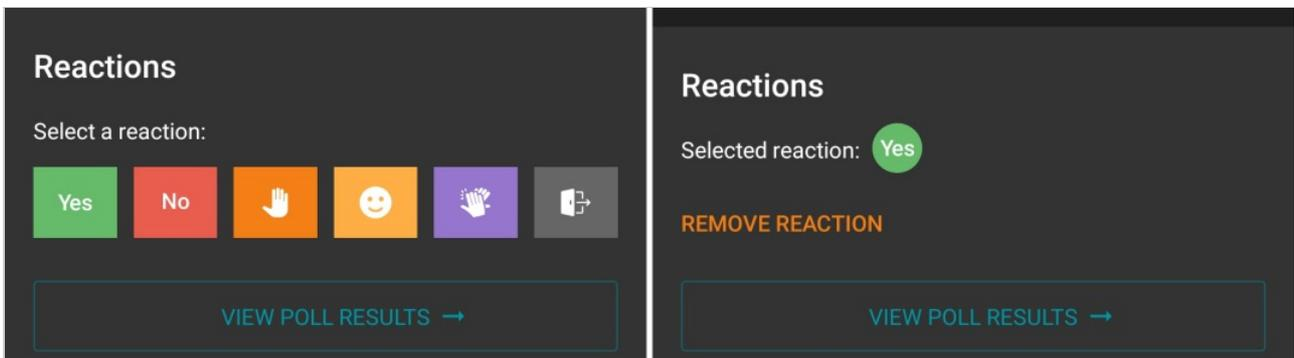 Reactions
Select a reaction:
Yes
No
VIEW POLL RESULTS →
Reactions
Selected reaction: Yes
REMOVE REACTION
VIEW POLL RESULTS →